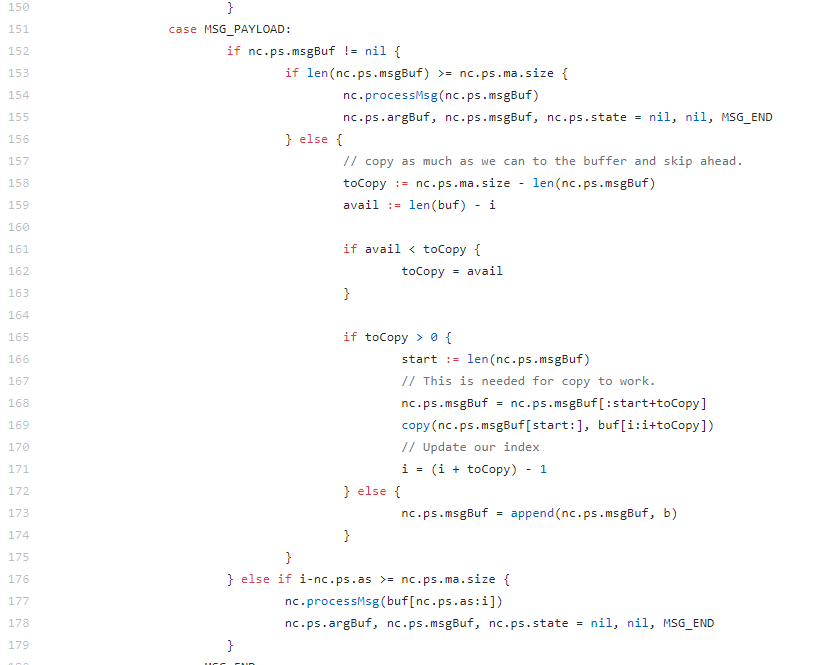 150 }
151 case MSG_PAYLOAD:
152 if nc.ps.msgBuf != nil {
153 if len(nc.ps.msgBuf) >= nc.ps.ma.size {
154 nc.processMsg(nc.ps.msgBuf)
155 nc.ps.argBuf, nc.ps.msgBuf, nc.ps.state = nil, nil, MSG_END
156 } else {
157 // copy as much as we can to the buffer and skip ahead.
158 toCopy := nc.ps.ma.size - len(nc.ps.msgBuf)
159 avail := len(buf) - i
160
161 if avail < toCopy {
162 toCopy = avail
163 }
164
165 if toCopy > 0 {
166 start := len(nc.ps.msgBuf)
167 // This is needed for copy to work.
168 nc.ps.msgBuf = nc.ps.msgBuf[:start+toCopy]
169 copy(nc.ps.msgBuf[start:], buf[i:i+toCopy])
170 // Update our index
171 i = (i + toCopy) - 1
172 } else {
173 nc.ps.msgBuf = append(nc.ps.msgBuf, b)
174 }
175 }
176 } else if i-nc.ps.as >= nc.ps.ma.size {
177 nc.processMsg(buf[nc.ps.as:i])
178 nc.ps.argBuf, nc.ps.msgBuf, nc.ps.state = nil, nil, MSG_END
179 }